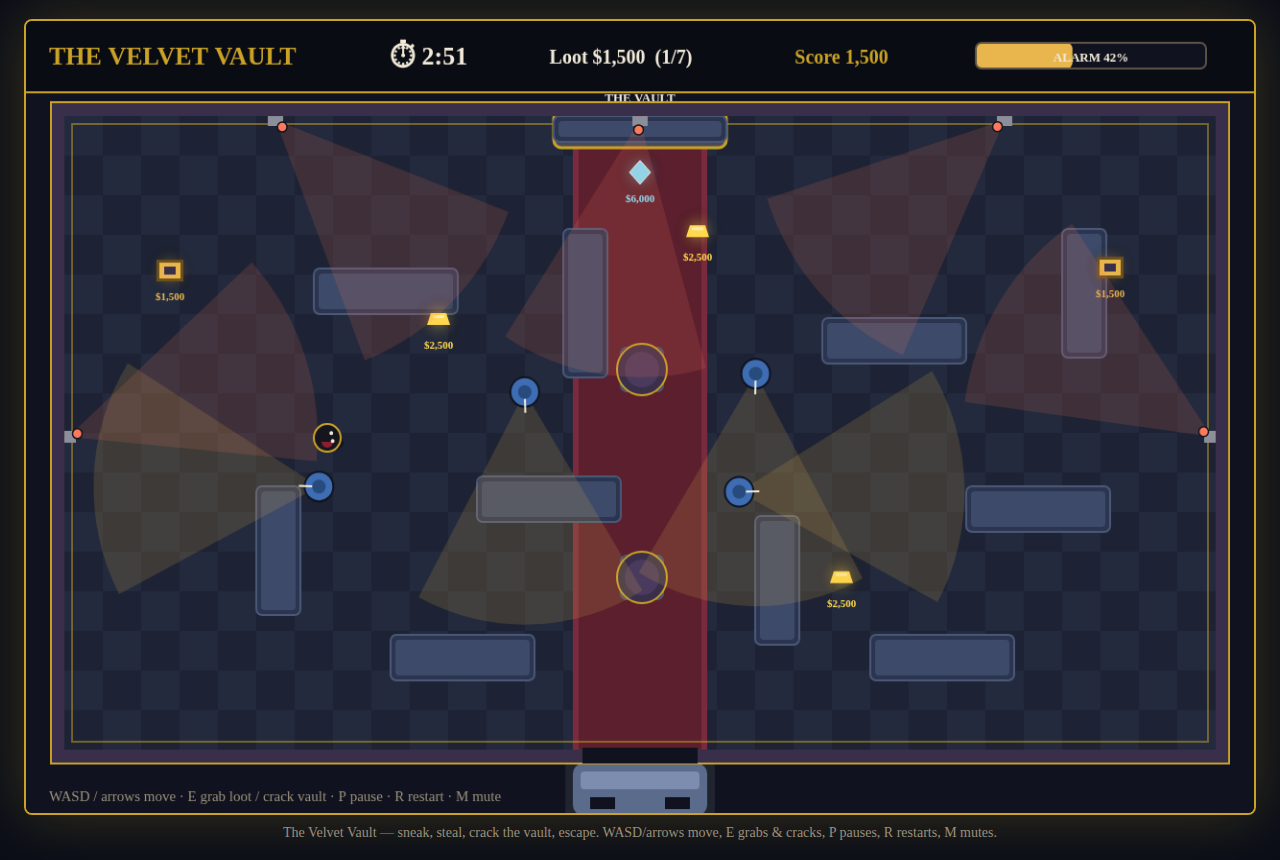 THE VELVET VAULT
⏱ 2:51
Loot $1,500 (1/7)
Score 1,500
ALARM 42%
THE VAULT
$6,000
$2,500
$1,500
$1,500
$2,500
$2,500
WASD / arrows move · E grab loot / crack vault · P pause · R restart · M mute
The Velvet Vault — sneak, steal, crack the vault, escape. WASD/arrows move, E grabs & cracks, P pauses, R restarts, M mutes.